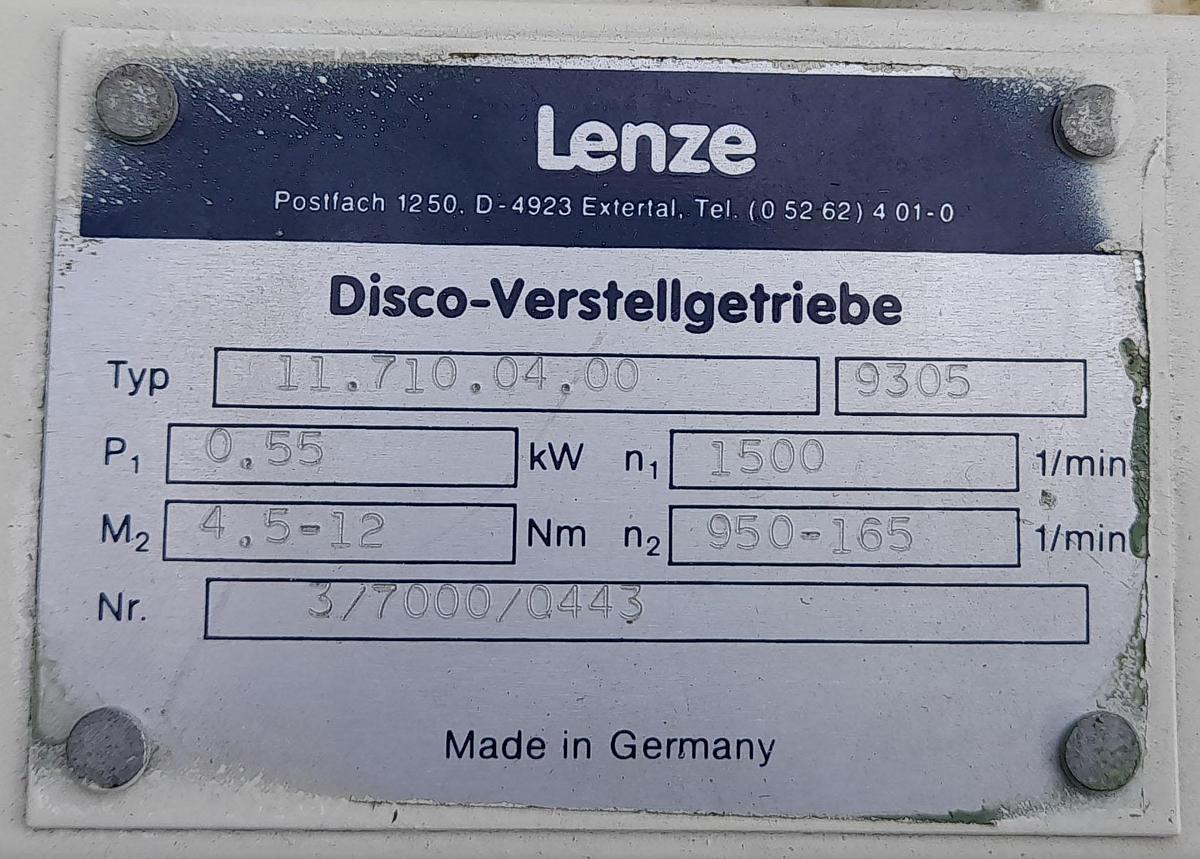 Lenze
Postfach 1250. D-4923 Extertal, Tel. (0 52 62) 4 01-0
Disco-Verstellgetriebe
Typ 11.710.04.00 9305
P1 0.55 kW n1 1500 1/min
M2 4.5-12 Nm n2 950-165 1/min
Nr. 3/7000/0443
Made in Germany